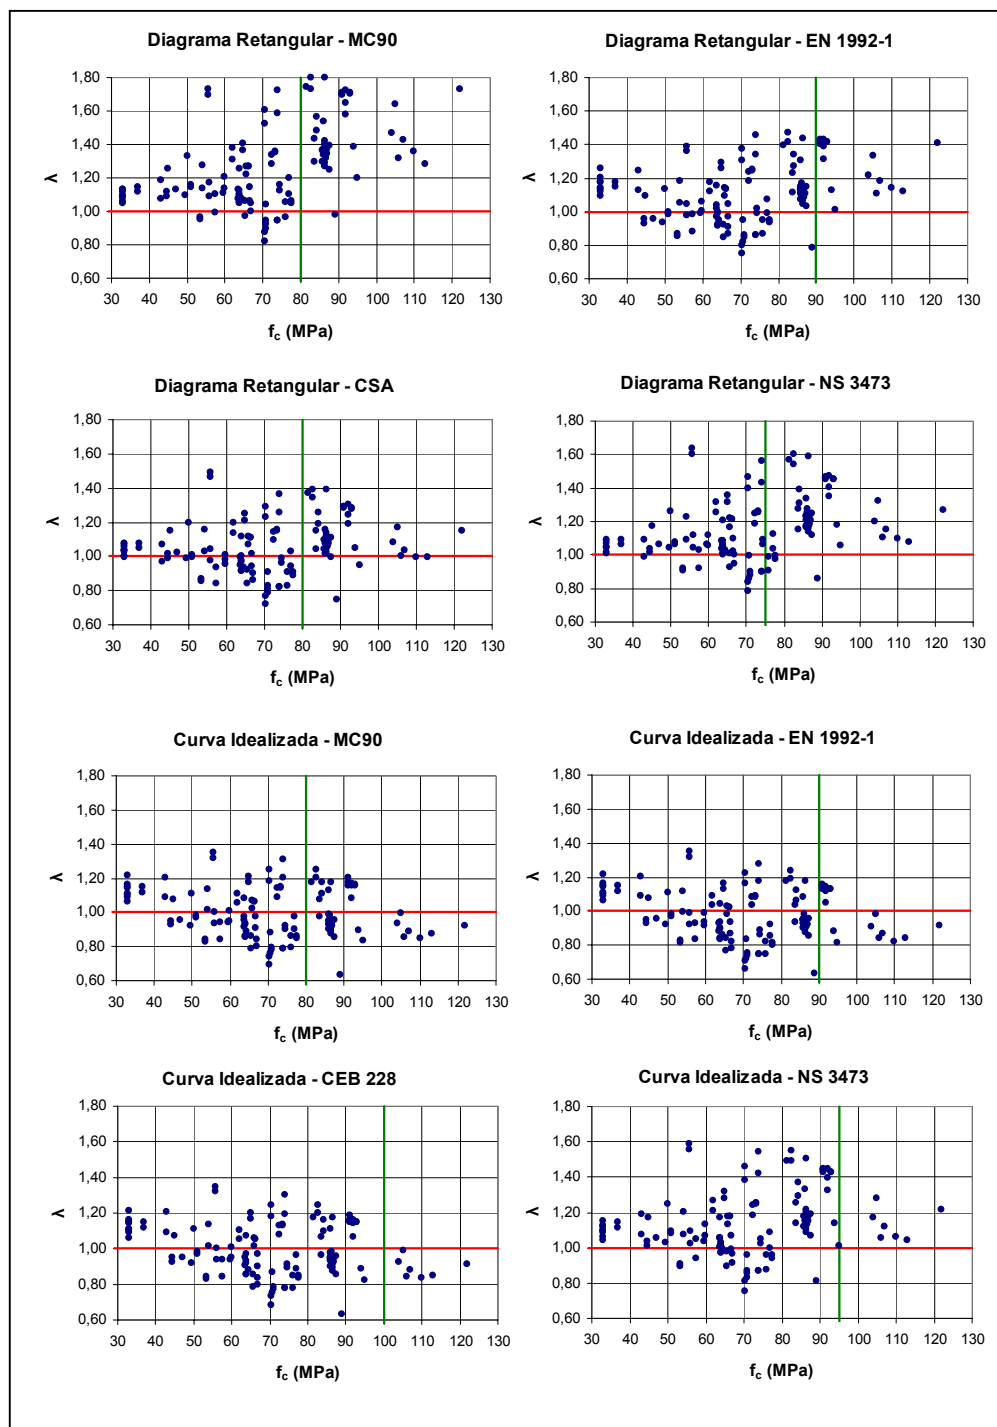 Diagrama Retangular - MC90
1,80
1,60
1,40
1,20
1,00
0,80
0,60
λ
30 40 50 60 70 80 90 100 110 120 130
fc (MPa)
Diagrama Retangular - EN 1992-1
1,80
1,60
1,40
1,20
1,00
0,80
0,60
λ
30 40 50 60 70 80 90 100 110 120 130
fc (MPa)
Diagrama Retangular - CSA
1,80
1,60
1,40
1,20
1,00
0,80
0,60
λ
30 40 50 60 70 80 90 100 110 120 130
fc (MPa)
Diagrama Retangular - NS 3473
1,80
1,60
1,40
1,20
1,00
0,80
0,60
λ
30 40 50 60 70 80 90 100 110 120 130
fc (MPa)
Curva Idealizada - MC90
1,80
1,60
1,40
1,20
1,00
0,80
0,60
λ
30 40 50 60 70 80 90 100 110 120 130
fc (MPa)
Curva Idealizada - EN 1992-1
1,80
1,60
1,40
1,20
1,00
0,80
0,60
λ
30 40 50 60 70 80 90 100 110 120 130
fc (MPa)
Curva Idealizada - CEB 228
1,80
1,60
1,40
1,20
1,00
0,80
0,60
λ
30 40 50 60 70 80 90 100 110 120 130
fc (MPa)
Curva Idealizada - NS 3473
1,80
1,60
1,40
1,20
1,00
0,80
0,60
λ
30 40 50 60 70 80 90 100 110 120 130
fc (MPa)